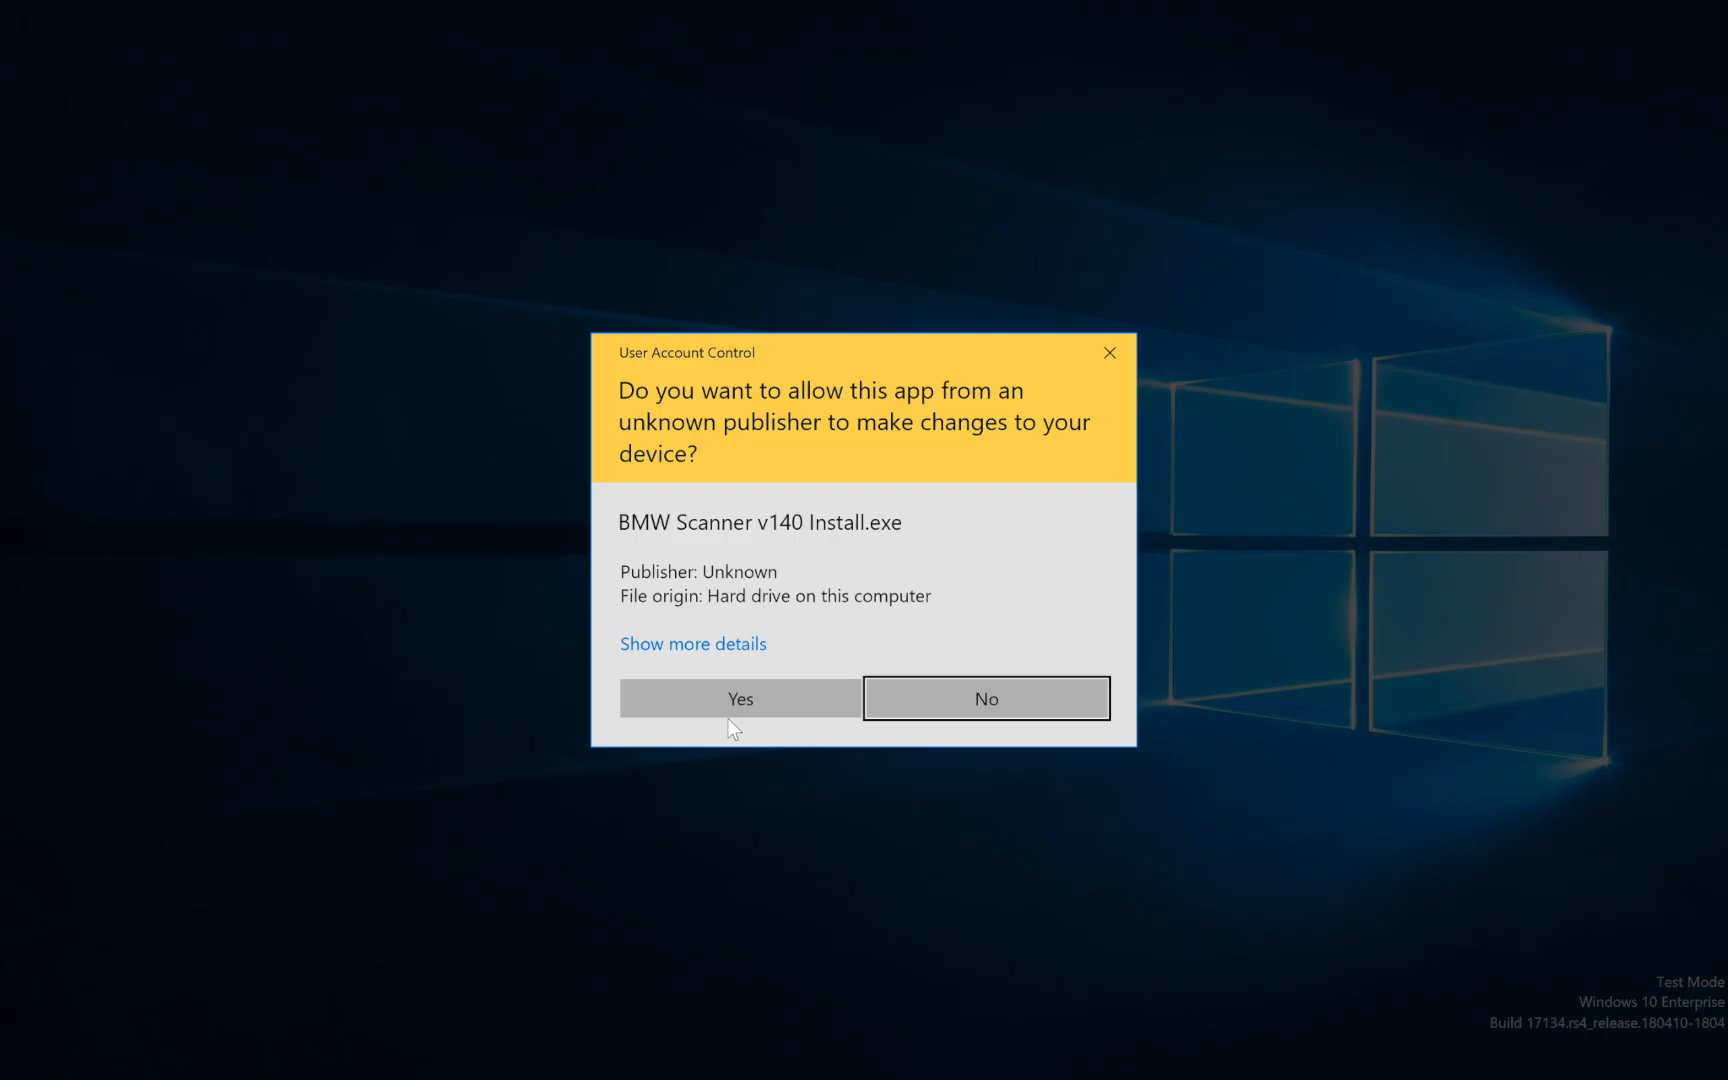 User Account Control
Do you want to allow this app from an
unknown publisher to make changes to your
device?
BMW Scanner v140 Install.exe
Publisher: Unknown
File origin: Hard drive on this computer
Show more details
Yes
No
Test Mode
Windows 10 Enterprise
Build 17134.rs4_release.180410-1804